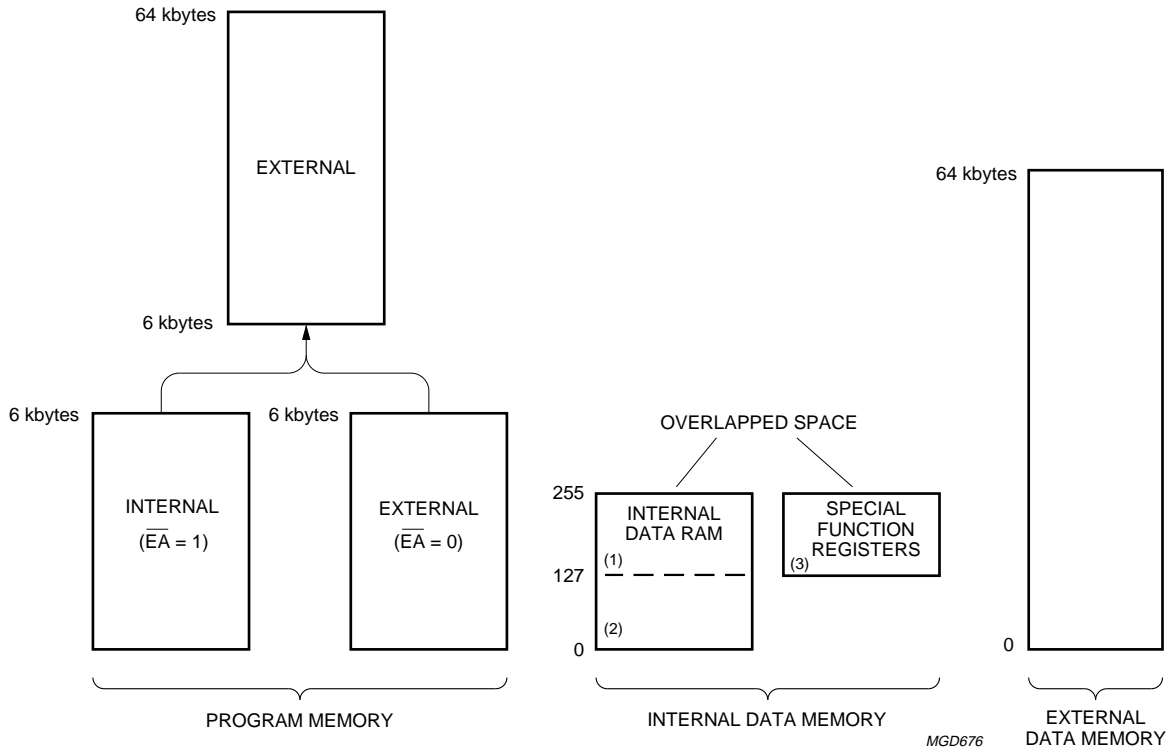 64 kbytes
EXTERNAL
6 kbytes
6 kbytes
INTERNAL
(E̅A̅ = 1)
6 kbytes
EXTERNAL
(E̅A̅ = 0)
PROGRAM MEMORY
OVERLAPPED SPACE
255
INTERNAL
DATA RAM
(1)
127
(2)
0
SPECIAL
FUNCTION
REGISTERS
(3)
INTERNAL DATA MEMORY
64 kbytes
0
EXTERNAL
DATA MEMORY
MGD676